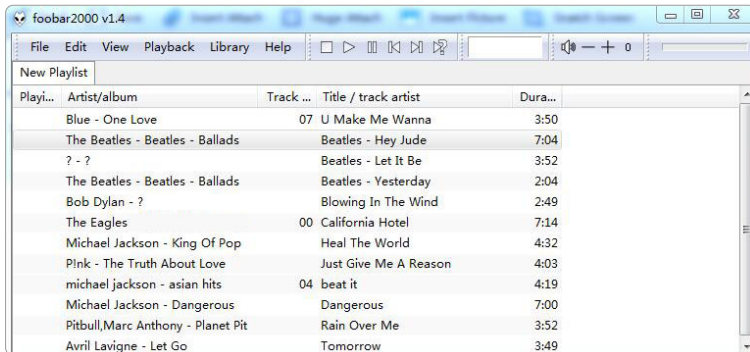 foobar2000 v1.4
File Edit View Playback Library Help 0
New Playlist
Playi... Artist/album Track ... Title / track artist Dura...
Blue - One Love 07 U Make Me Wanna 3:50
The Beatles - Beatles - Ballads Beatles - Hey Jude 7:04
? - ? Beatles - Let It Be 3:52
The Beatles - Beatles - Ballads Beatles - Yesterday 2:04
Bob Dylan - ? Blowing In The Wind 2:49
The Eagles 00 California Hotel 7:14
Michael Jackson - King Of Pop Heal The World 4:32
P!nk - The Truth About Love Just Give Me A Reason 4:03
michael jackson - asian hits 04 beat it 4:19
Michael Jackson - Dangerous Dangerous 7:00
Pitbull,Marc Anthony - Planet Pit Rain Over Me 3:52
Avril Lavigne - Let Go Tomorrow 3:49